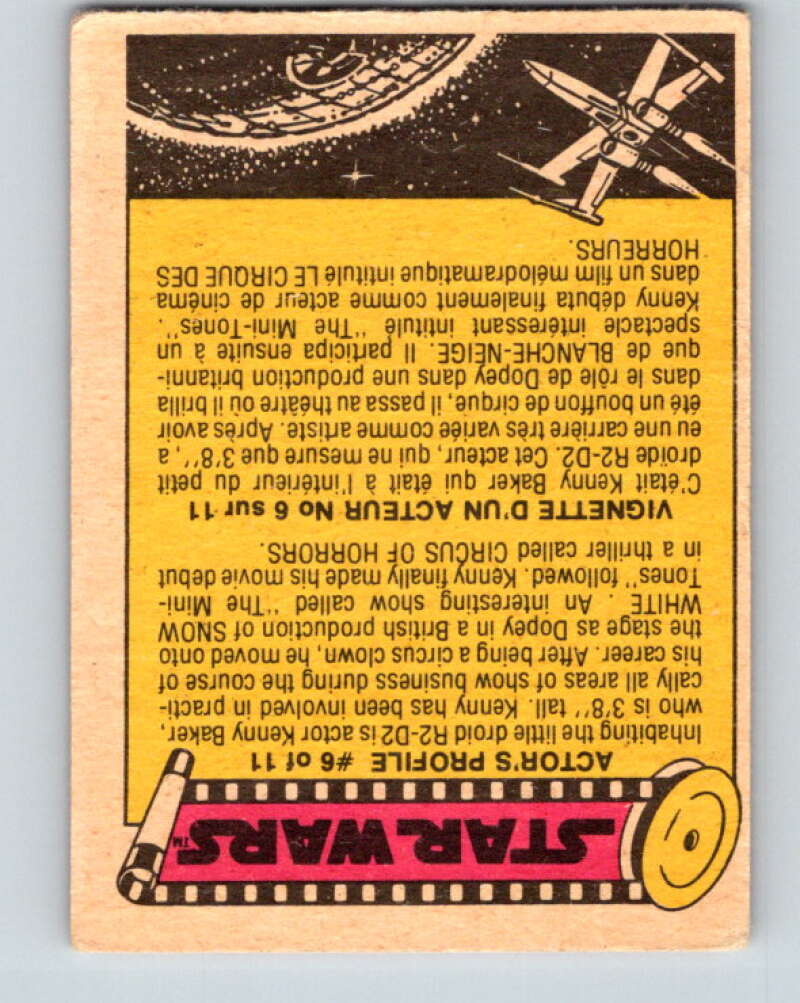 STAR WARS™
ACTOR'S PROFILE #6 of 11
Inhabiting the little droid R2-D2 is actor Kenny Baker,
who is 3'8'' tall. Kenny has been involved in practi-
cally all areas of show business during the course of
his career. After being a circus clown, he moved onto
the stage as Dopey in a British production of SNOW
WHITE . An interesting show called "The Mini-
Tones" followed. Kenny finally made his movie debut
in a thriller called CIRCUS OF HORRORS.
VIGNETTE D'UN ACTEUR No 6 sur 11
C'était Kenny Baker qui était à l'intérieur du petit
droïde R2-D2. Cet acteur, qui ne mesure que 3'8'', a
eu une carrière très variée comme artiste. Après avoir
été un bouffon de cirque, il passa au théâtre où il brilla
dans le rôle de Dopey dans une production britanni-
que de BLANCHE-NEIGE. Il participa ensuite à un
spectacle intéressant intitulé "The Mini-Tones".
Kenny débuta finalement comme acteur de cinéma
dans un film mélodramatique intitulé LE CIRQUE DES
HORREURS.